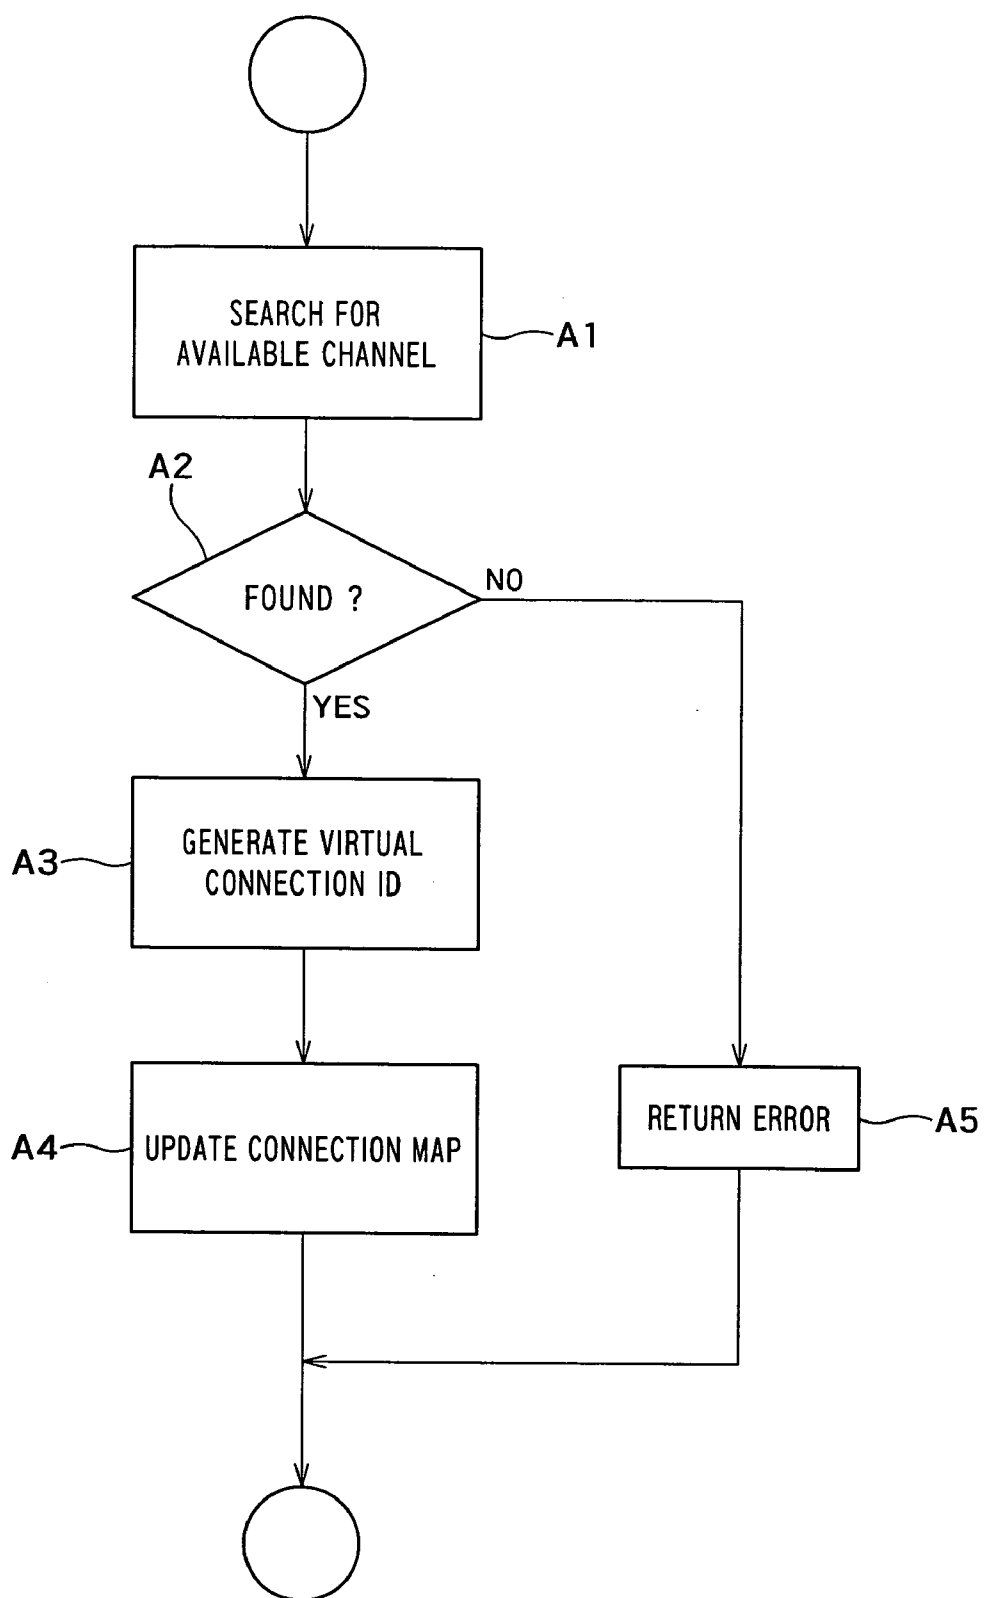 SEARCH FOR
AVAILABLE CHANNEL
A1
A2
FOUND ?
NO
YES
GENERATE VIRTUAL
CONNECTION ID
A3
UPDATE CONNECTION MAP
A4
RETURN ERROR
A5